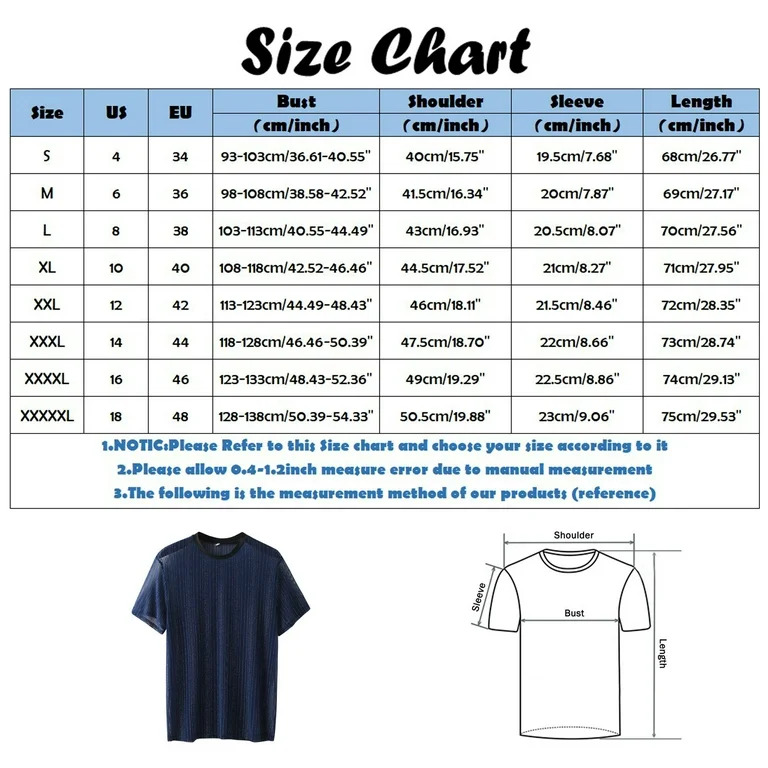 Size Chart
Size US EU Bust Shoulder Sleeve Length
(cm/inch) (cm/inch) (cm/inch) (cm/inch)
S 4 34 93-103cm/36.61-40.55" 40cm/15.75" 19.5cm/7.68" 68cm/26.77"
M 6 36 98-108cm/38.58-42.52" 41.5cm/16.34" 20cm/7.87" 69cm/27.17"
L 8 38 103-113cm/40.55-44.49" 43cm/16.93" 20.5cm/8.07" 70cm/27.56"
XL 10 40 108-118cm/42.52-46.46" 44.5cm/17.52" 21cm/8.27" 71cm/27.95"
XXL 12 42 113-123cm/44.49-48.43" 46cm/18.11" 21.5cm/8.46" 72cm/28.35"
XXXL 14 44 118-128cm/46.46-50.39" 47.5cm/18.70" 22cm/8.66" 73cm/28.74"
XXXXL 16 46 123-133cm/48.43-52.36" 49cm/19.29" 22.5cm/8.86" 74cm/29.13"
XXXXXL 18 48 128-138cm/50.39-54.33" 50.5cm/19.88" 23cm/9.06" 75cm/29.53"
1.NOTIC:Please Refer to this Size chart and choose your size according to it
2.Please allow 0.4-1.2inch measure error due to manual measurement
3.The following is the measurement method of our products (reference)
Shoulder
Sleeve
Bust
Length